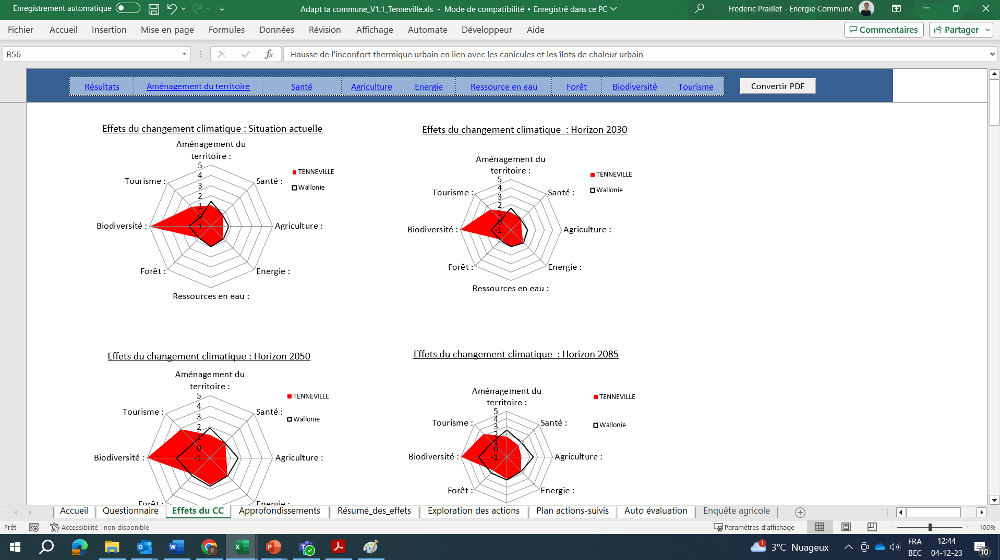 Enregistrement automatique
Adapt ta commune_V1.1_Tenneville.xls - Mode de compatibilité • Enregistré dans ce PC
Frederic Praillet - Energie Commune
Fichier Accueil Insertion Mise en page Formules Données Révision Affichage Automate Développeur Aide
Commentaires Partager
B56
fx
Hausse de l'inconfort thermique urbain en lien avec les canicules et les îlots de chaleur urbain
Résultats Aménagement du territoire Santé Agriculture Energie Ressource en eau Forêt Biodiversité Tourisme
Convertir PDF
Effets du changement climatique : Situation actuelle
Aménagement du
territoire :
5
4
3
2
1
0
-1
Santé :
Agriculture :
Energie :
Ressources en eau :
Forêt :
Biodiversité :
Tourisme :
TENNEVILLE
Wallonie
Effets du changement climatique : Horizon 2030
Aménagement du
territoire :
5
4
3
2
1
0
-1
Santé :
Agriculture :
Energie :
Ressources en eau :
Forêt :
Biodiversité :
Tourisme :
TENNEVILLE
Wallonie
Effets du changement climatique : Horizon 2050
Aménagement du
territoire :
5
4
3
2
1
0
-1
Santé :
Agriculture :
Energie :
Forêt :
Biodiversité :
Tourisme :
TENNEVILLE
Wallonie
Effets du changement climatique : Horizon 2085
Aménagement du
territoire :
5
4
3
2
1
0
-1
Santé :
Agriculture :
Energie :
Forêt :
Biodiversité :
Tourisme :
TENNEVILLE
Wallonie
Accueil Questionnaire Effets du CC Approfondissements Résumé_des_effets Exploration des actions Plan actions-suivis Auto évaluation Enquête agricole
Prêt
Accessibilité : non disponible
Paramètres d'affichage
100%
1
3°C Nuageux
FRA
BEC
12:44
04-12-23
10